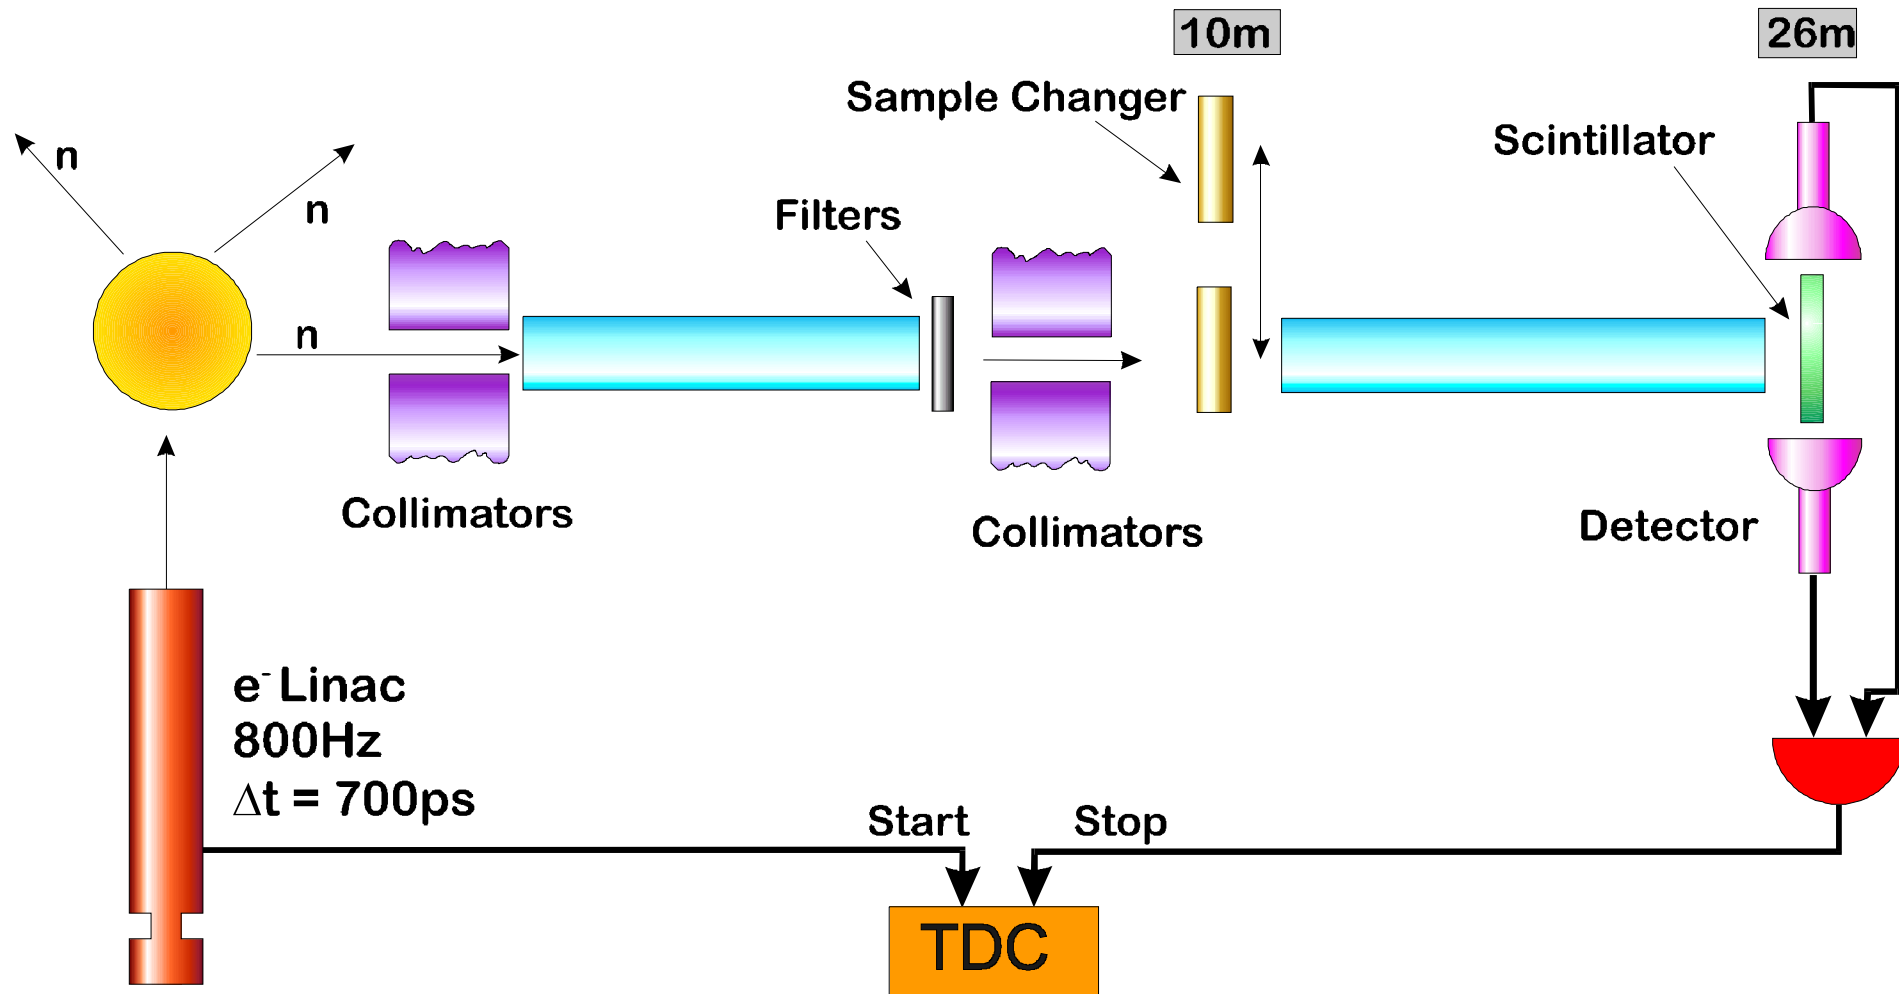 10m
26m
Sample Changer
Scintillator
n
n
Filters
n
Collimators
Collimators
Detector
e⁻ Linac
800Hz
Δt = 700ps
Start
Stop
TDC